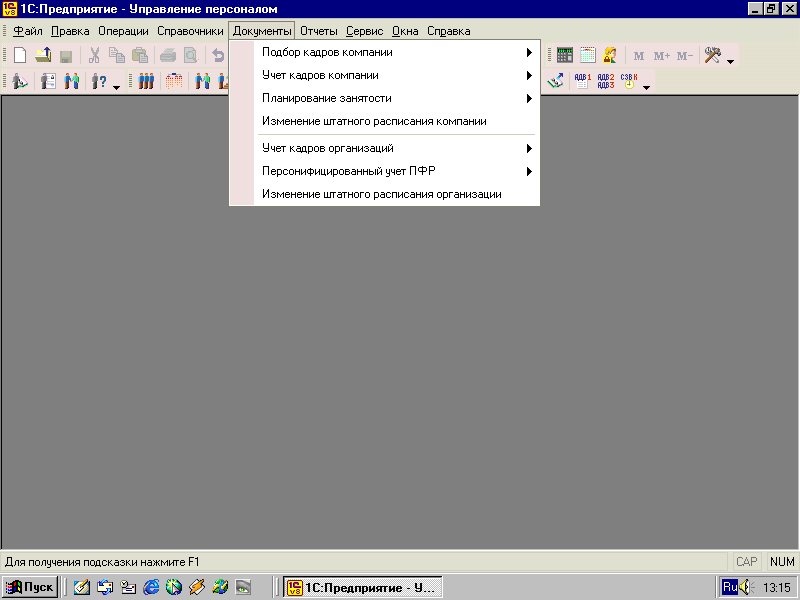 1С:Предприятие - Управление персоналом
Файл Правка Операции Справочники Документы Отчеты Сервис Окна Справка
M M+ M-
АДВ1 АДВ2 АДВ3 СЗВК
Подбор кадров компании
Учет кадров компании
Планирование занятости
Изменение штатного расписания компании
Учет кадров организаций
Персонифицированный учет ПФР
Изменение штатного расписания организации
Для получения подсказки нажмите F1 CAP NUM
Пуск 1С:Предприятие - У... Ru 13:15